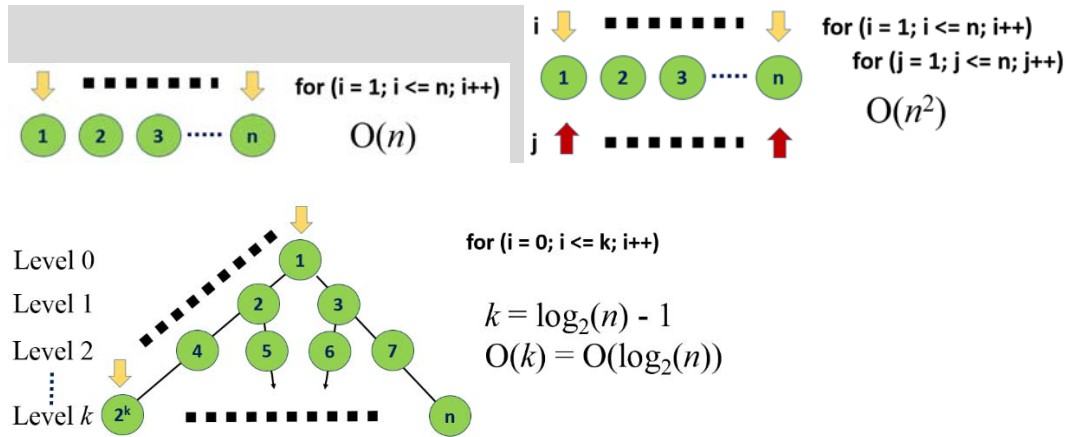 for (i = 1; i <= n; i++)
1 2 3 ⋯ n
O(n)
i
for (i = 1; i <= n; i++)
for (j = 1; j <= n; j++)
1 2 3 ⋯ n
O(n²)
j
Level 0
1
for (i = 0; i <= k; i++)
Level 1
2 3
k = log₂(n) - 1
Level 2
4 5 6 7
O(k) = O(log₂(n))
Level k
2ᵏ n